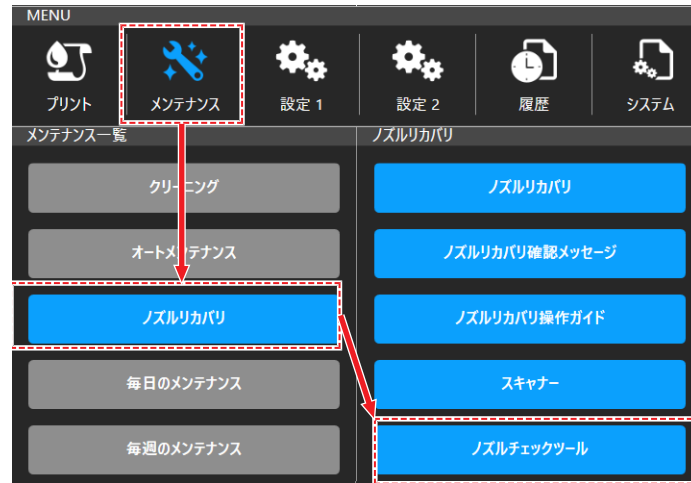 MENU
プリント
メンテナンス
設定 1
設定 2
履歴
システム
メンテナンス一覧
ノズルリカバリ
クリーニング
ノズルリカバリ
オートメンテナンス
ノズルリカバリ確認メッセージ
ノズルリカバリ
ノズルリカバリ操作ガイド
毎日のメンテナンス
スキャナー
毎週のメンテナンス
ノズルチェックツール